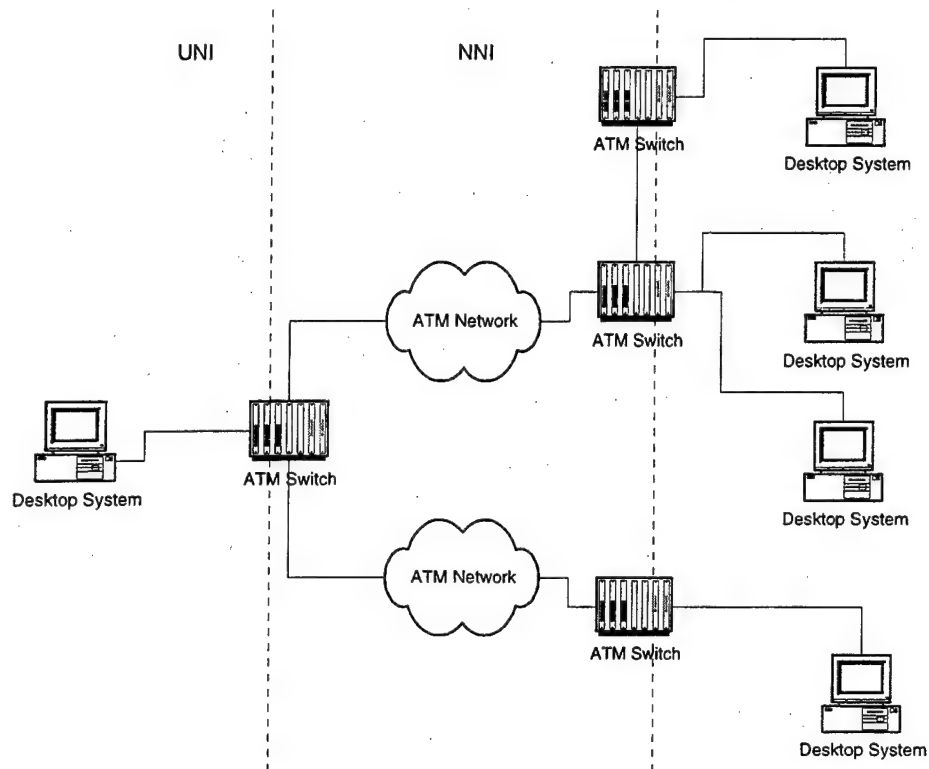 UNI
NNI
ATM Switch
Desktop System
ATM Network
ATM Switch
Desktop System
Desktop System
ATM Switch
Desktop System
ATM Network
ATM Switch
Desktop System